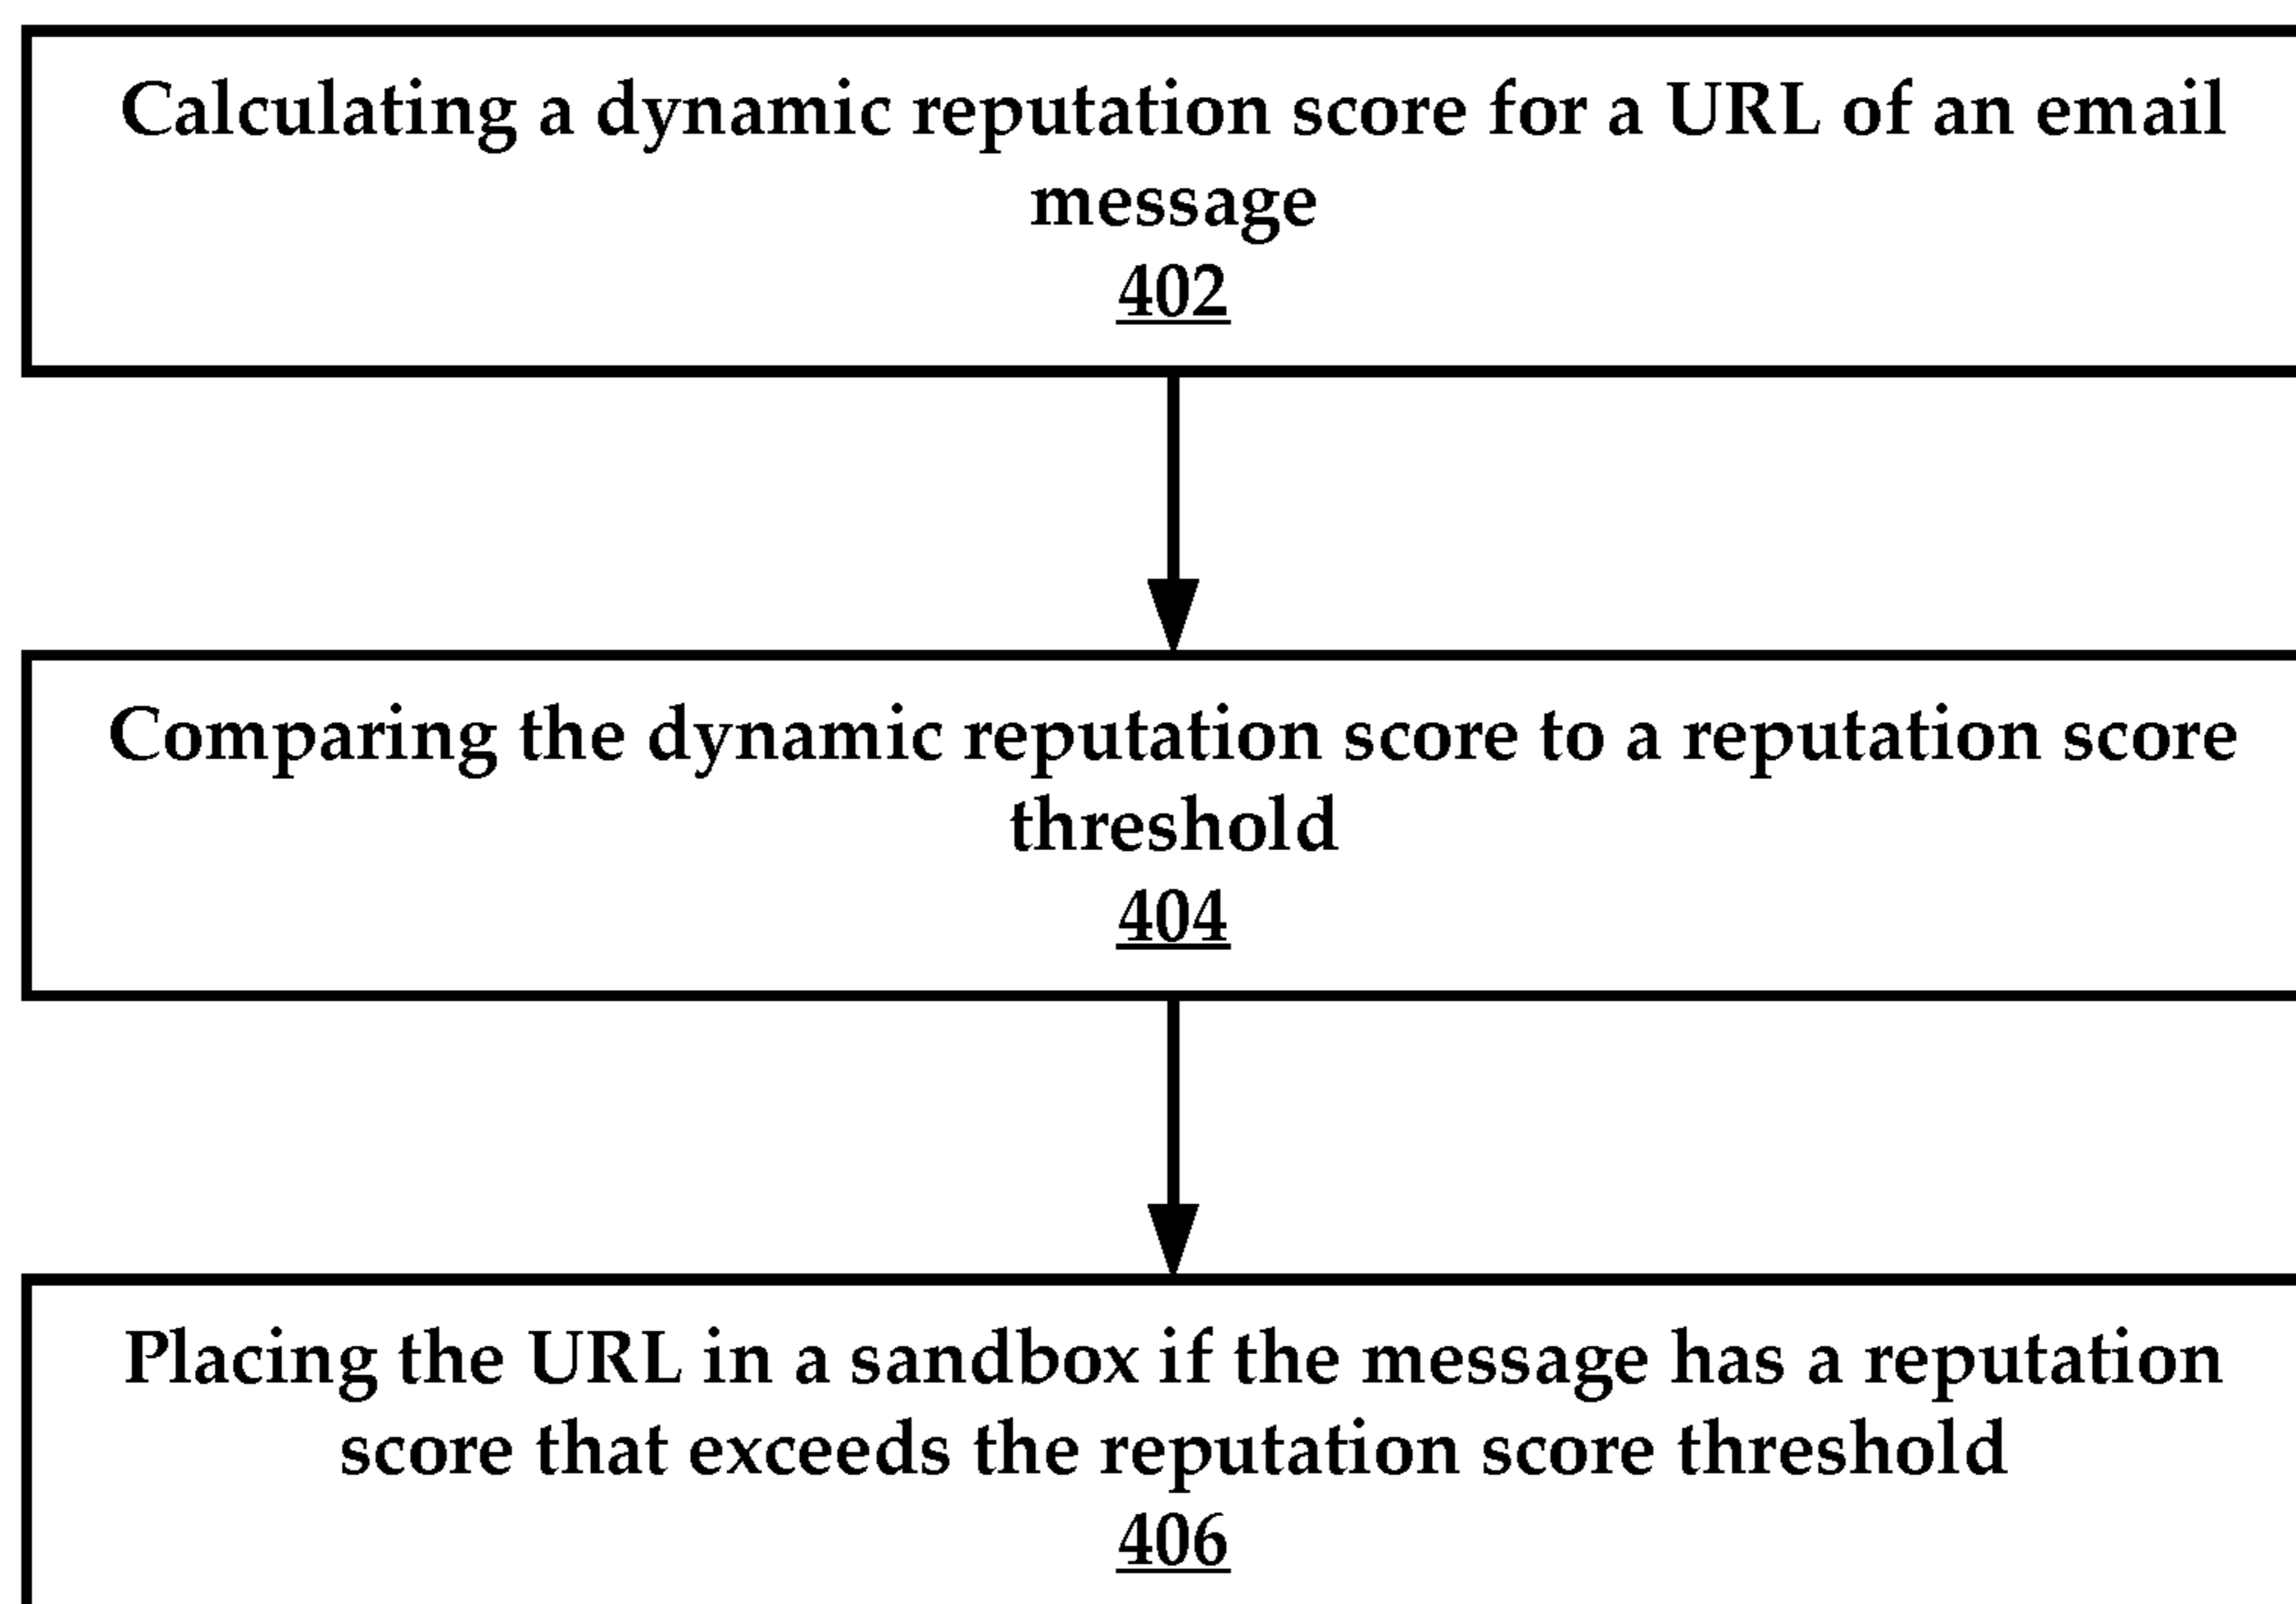 Calculating a dynamic reputation score for a URL of an email
message
402
Comparing the dynamic reputation score to a reputation score
threshold
404
Placing the URL in a sandbox if the message has a reputation
score that exceeds the reputation score threshold
406